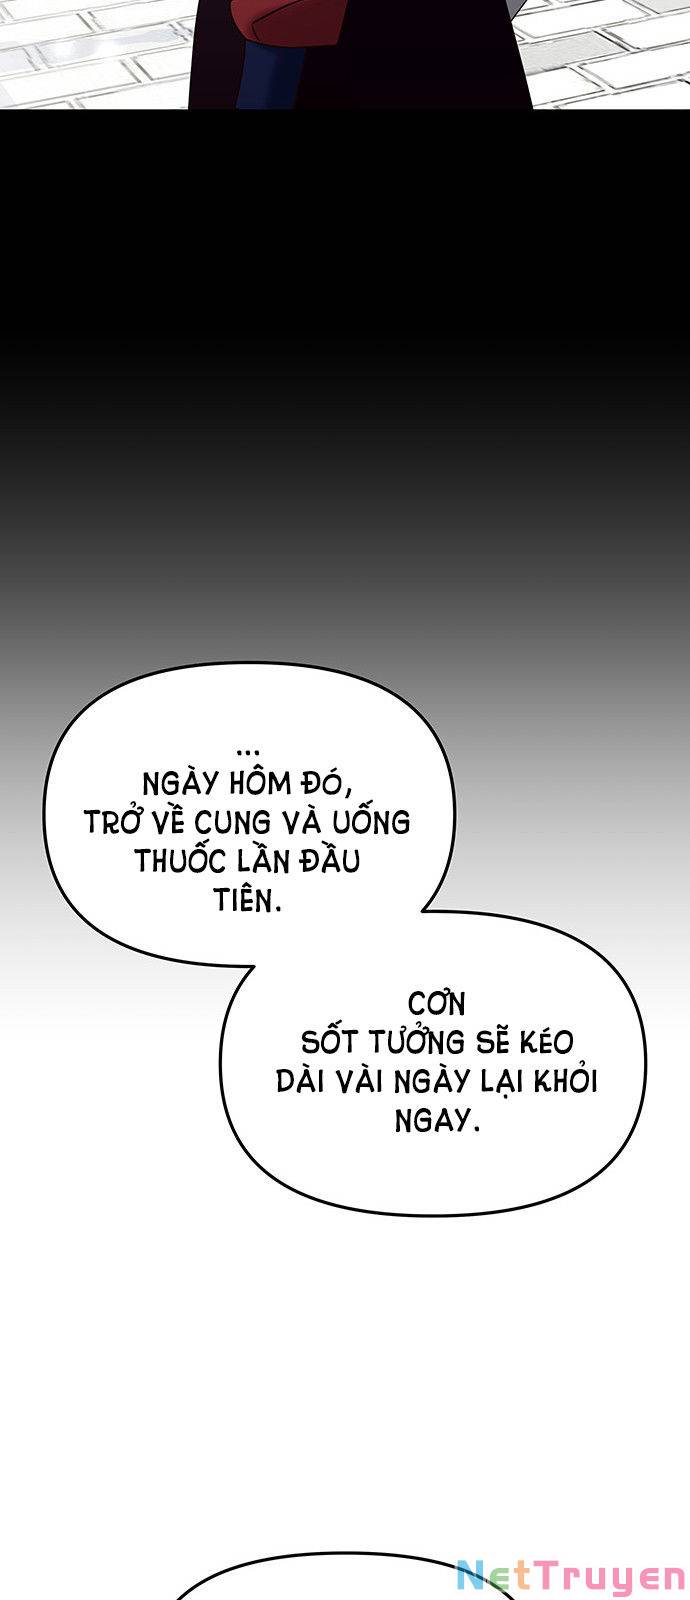 ...
NGÀY HÔM ĐÓ,
TRỞ VỀ CUNG VÀ UỐNG
THUỐC LẦN ĐẦU
TIÊN.
CƠN
SỐT TƯỞNG SẼ KÉO
DÀI VÀI NGÀY LẠI KHỎI
NGAY.
NetTruyen